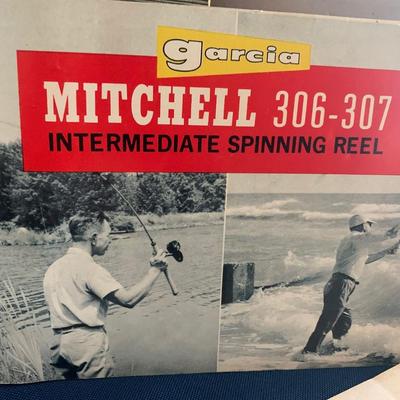 garcia
MITCHELL 306-307
INTERMEDIATE SPINNING REEL